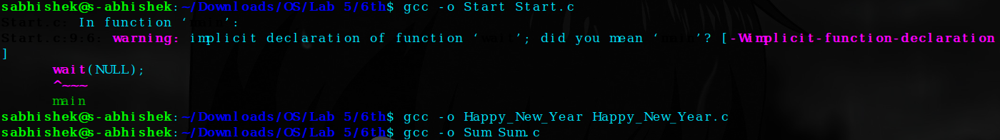 sabhishek@s-abhishek:~/Downloads/OS/Lab 5/6th$ gcc -o Start Start.c
Start.c: In function ‘main’:
Start.c:9:6: warning: implicit declaration of function ‘wait’; did you mean ‘main’? [-Wimplicit-function-declaration
]
wait(NULL);
^~~~
main
sabhishek@s-abhishek:~/Downloads/OS/Lab 5/6th$ gcc -o Happy_New_Year Happy_New_Year.c
sabhishek@s-abhishek:~/Downloads/OS/Lab 5/6th$ gcc -o Sum Sum.c